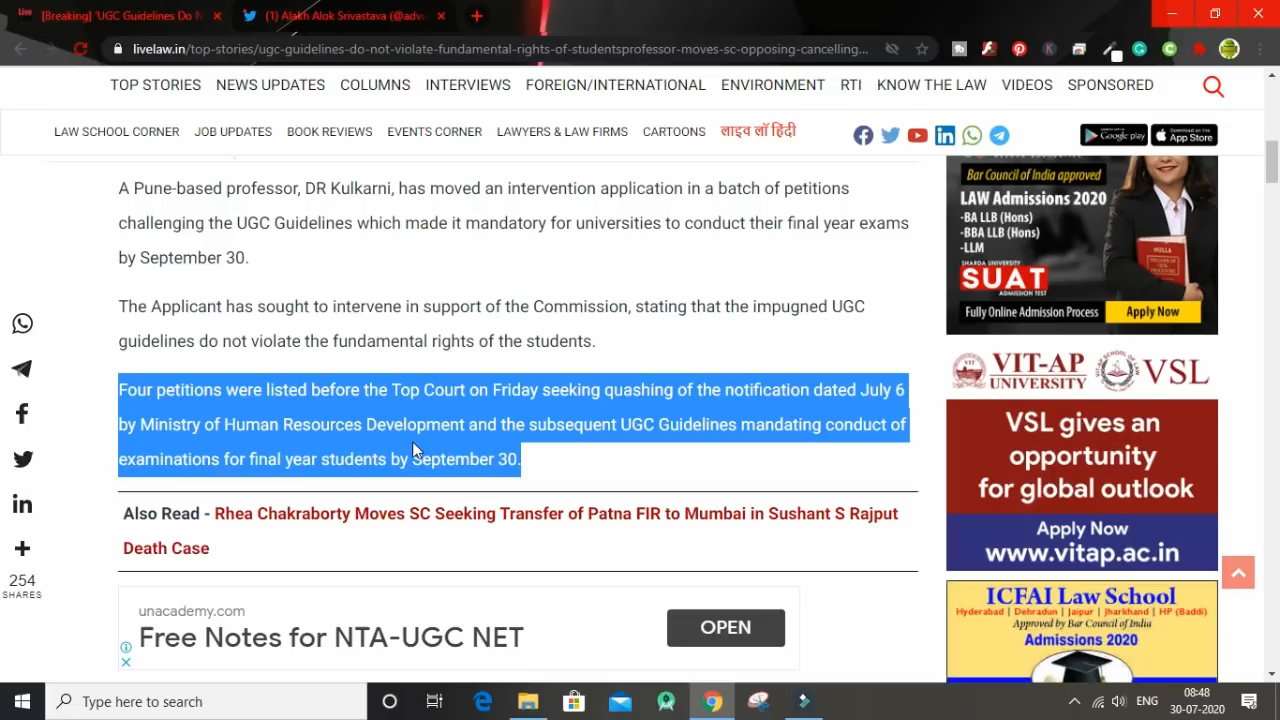 [Breaking] 'UGC Guidelines Do N
(1) Alakh Alok Srivastava (@adv
livelaw.in/top-stories/ugc-guidelines-do-not-violate-fundamental-rights-of-studentsprofessor-moves-sc-opposing-cancelling...
TOP STORIES NEWS UPDATES COLUMNS INTERVIEWS FOREIGN/INTERNATIONAL ENVIRONMENT RTI KNOW THE LAW VIDEOS SPONSORED
LAW SCHOOL CORNER JOB UPDATES BOOK REVIEWS EVENTS CORNER LAWYERS & LAW FIRMS CARTOONS लाइव लॉ हिंदी
Google play
App Store
A Pune-based professor, DR Kulkarni, has moved an intervention application in a batch of petitions
challenging the UGC Guidelines which made it mandatory for universities to conduct their final year exams
by September 30.
The Applicant has sought to intervene in support of the Commission, stating that the impugned UGC
guidelines do not violate the fundamental rights of the students.
Four petitions were listed before the Top Court on Friday seeking quashing of the notification dated July 6
by Ministry of Human Resources Development and the subsequent UGC Guidelines mandating conduct of
examinations for final year students by September 30.
Also Read - Rhea Chakraborty Moves SC Seeking Transfer of Patna FIR to Mumbai in Sushant S Rajput
Death Case
unacademy.com
Free Notes for NTA-UGC NET
OPEN
254
SHARES
Bar Council of India approved
LAW Admissions 2020
-BA LLB (Hons)
-BBA LLB (Hons)
-LLM
SHARDA UNIVERSITY
SUAT
ADMISSION TEST
Fully Online Admission Process Apply Now
VIT-AP
UNIVERSITY
VSL
VSL gives an
opportunity
for global outlook
Apply Now
www.vitap.ac.in
ICFAI Law School
Hyderabad | Dehradun | Jaipur | Jharkhand | HP (Baddi)
Approved by Bar Council of India
Admissions 2020
Type here to search
ENG
08:48
30-07-2020